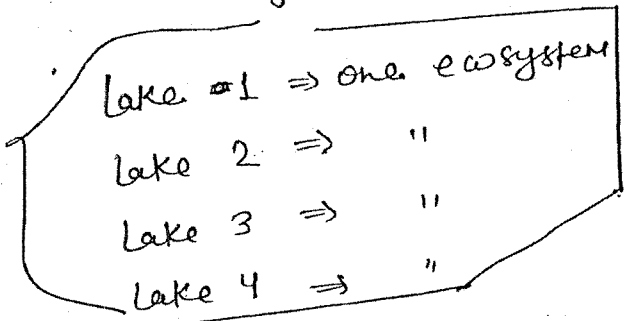 Lake 1 ⇒ one ecosystem
Lake 2 ⇒ "
Lake 3 ⇒ "
Lake 4 ⇒ "